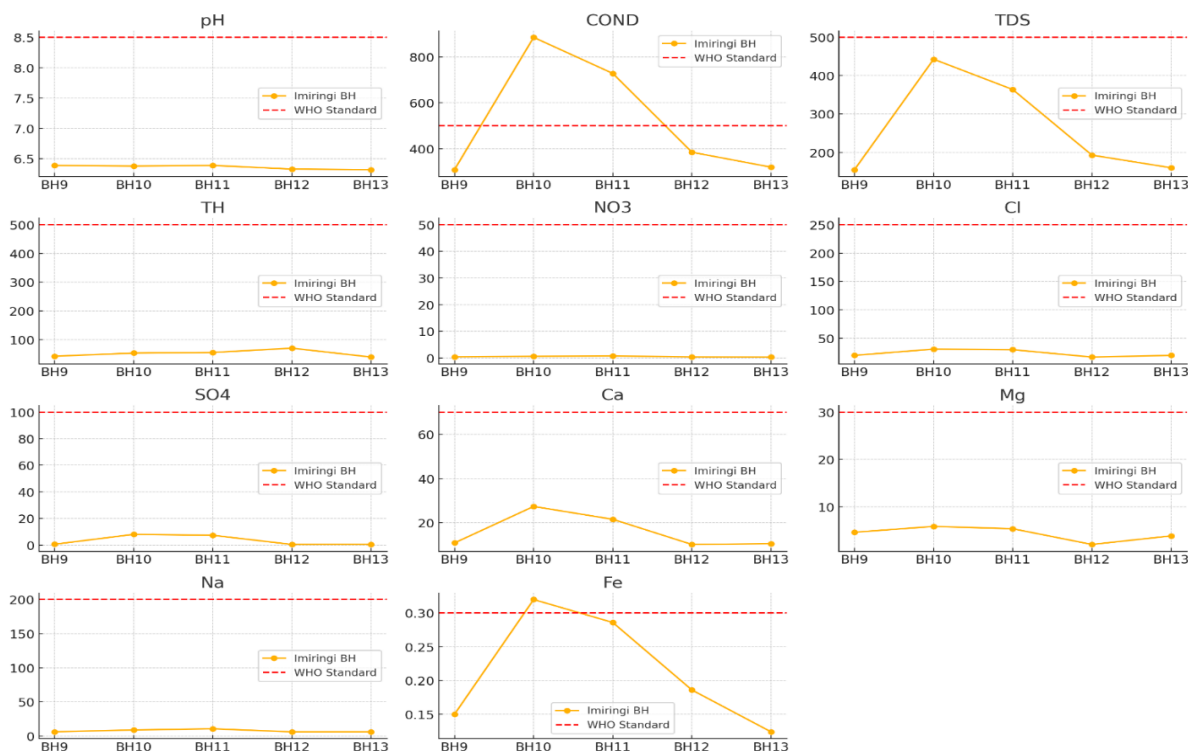 pH
8.5
8.0
7.5
7.0
6.5
Imiringi BH
WHO Standard
BH9 BH10 BH11 BH12 BH13
COND
800
600
400
Imiringi BH
WHO Standard
BH9 BH10 BH11 BH12 BH13
TDS
500
400
300
200
Imiringi BH
WHO Standard
BH9 BH10 BH11 BH12 BH13
TH
500
400
300
200
100
Imiringi BH
WHO Standard
BH9 BH10 BH11 BH12 BH13
NO3
50
40
30
20
10
0
Imiringi BH
WHO Standard
BH9 BH10 BH11 BH12 BH13
Cl
250
200
150
100
50
Imiringi BH
WHO Standard
BH9 BH10 BH11 BH12 BH13
SO4
100
80
60
40
20
0
Imiringi BH
WHO Standard
BH9 BH10 BH11 BH12 BH13
Ca
60
40
20
Imiringi BH
WHO Standard
BH9 BH10 BH11 BH12 BH13
Mg
30
20
10
Imiringi BH
WHO Standard
BH9 BH10 BH11 BH12 BH13
Na
200
150
100
50
0
Imiringi BH
WHO Standard
BH9 BH10 BH11 BH12 BH13
Fe
0.30
0.25
0.20
0.15
Imiringi BH
WHO Standard
BH9 BH10 BH11 BH12 BH13